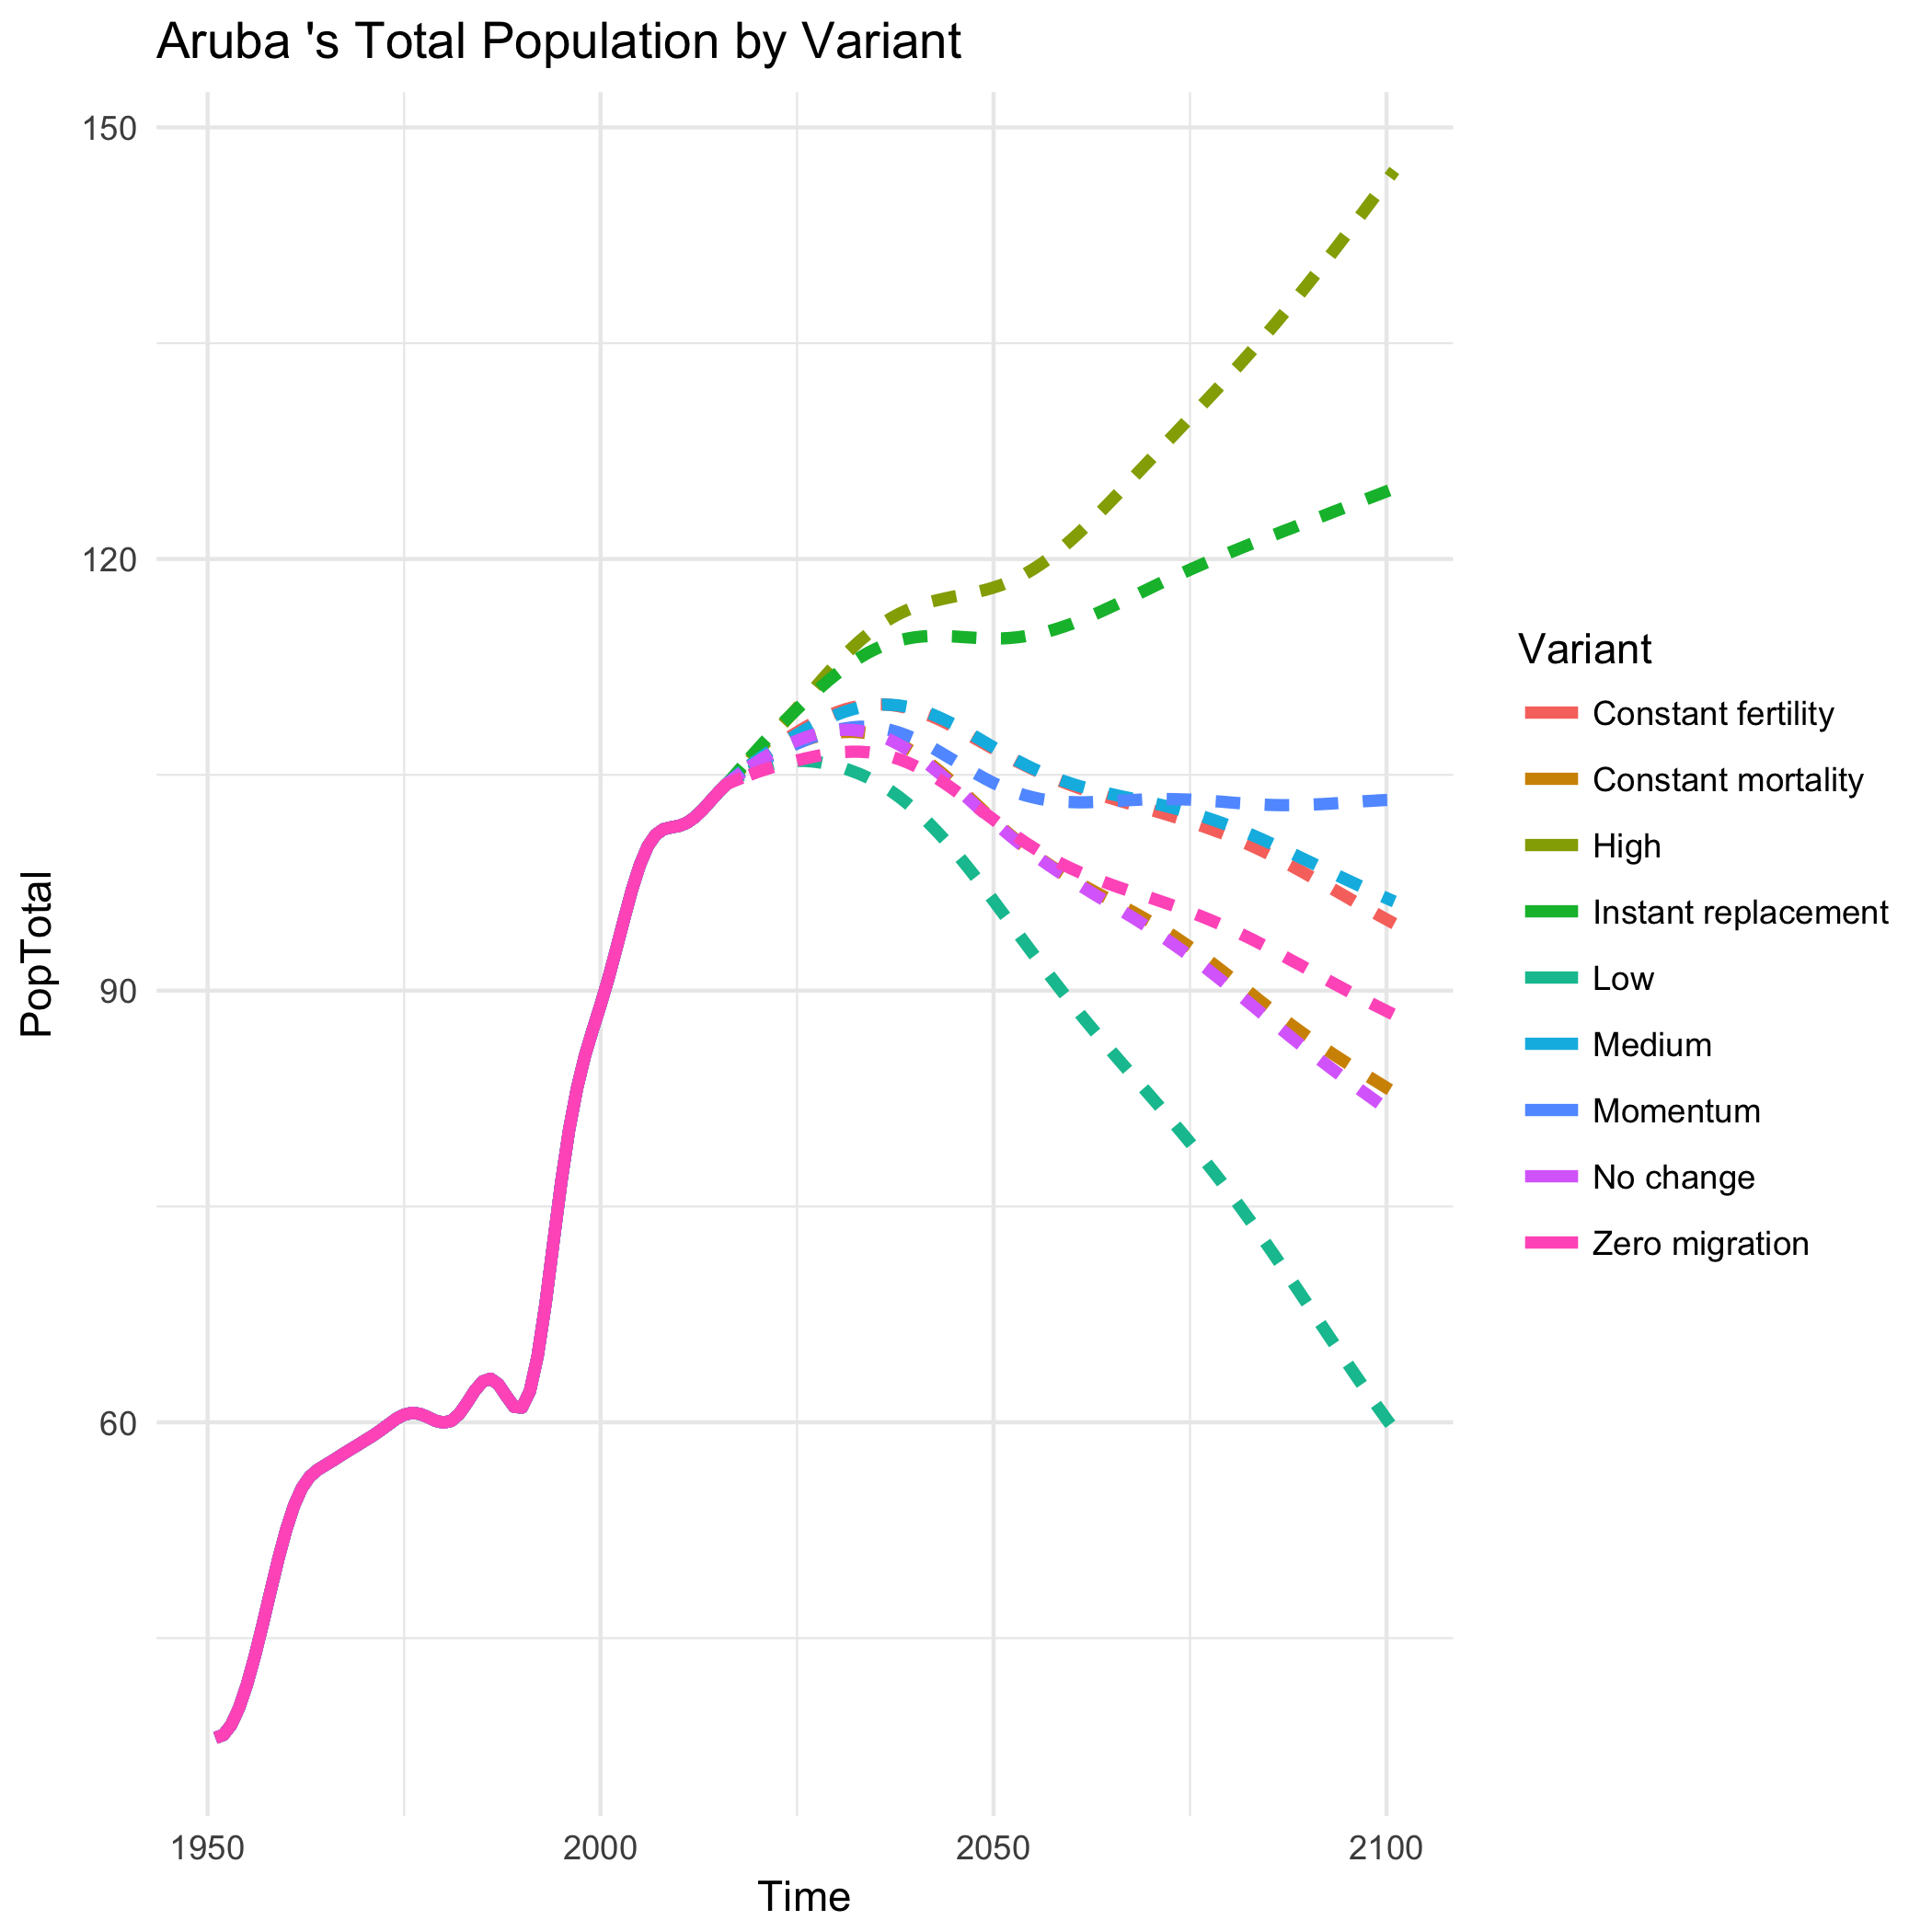 Aruba 's Total Population by Variant
150
120
90
60
PopTotal
1950
2000
2050
2100
Time
Variant
Constant fertility
Constant mortality
High
Instant replacement
Low
Medium
Momentum
No change
Zero migration